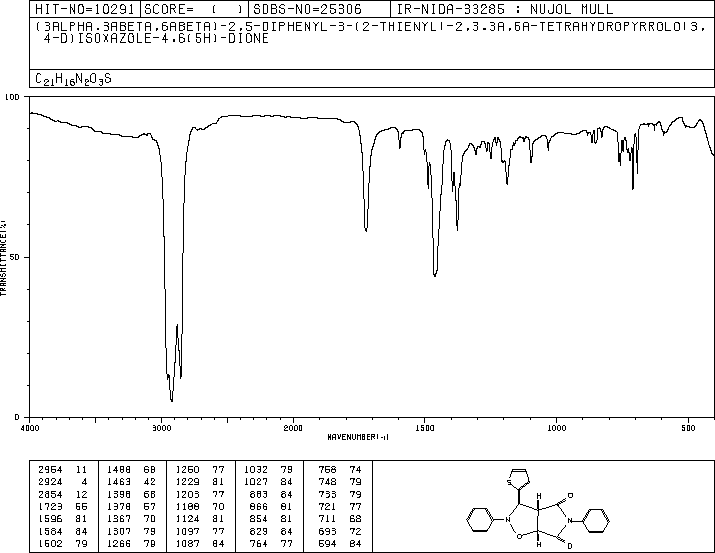 HIT-NO=10291 SCORE= ( ) SDBS-NO=25306 IR-NIDA-33285 : NUJOL MULL
(3ALPHA,3ABETA,6ABETA)-2,5-DIPHENYL-3-(2-THIENYL)-2,3,3A,6A-TETRAHYDROPYRROLO(3,
4-D)ISOXAZOLE-4,6(5H)-DIONE
C21H16N2O3S
100
50
0
TRANSMITTANCE(%)
4000 3000 2000 1500 1000 500
WAVENUMBER(-1)
2954 11 1488 68 1250 77 1032 79 758 74
2924 4 1463 42 1229 81 1027 84 748 79
2854 12 1398 68 1203 77 883 84 733 79
1723 55 1378 57 1188 70 866 81 721 77
1596 81 1367 70 1124 81 854 81 711 68
1584 84 1307 79 1097 77 829 84 693 72
1502 79 1266 79 1087 84 764 77 594 84
S
H O
N N
O H O